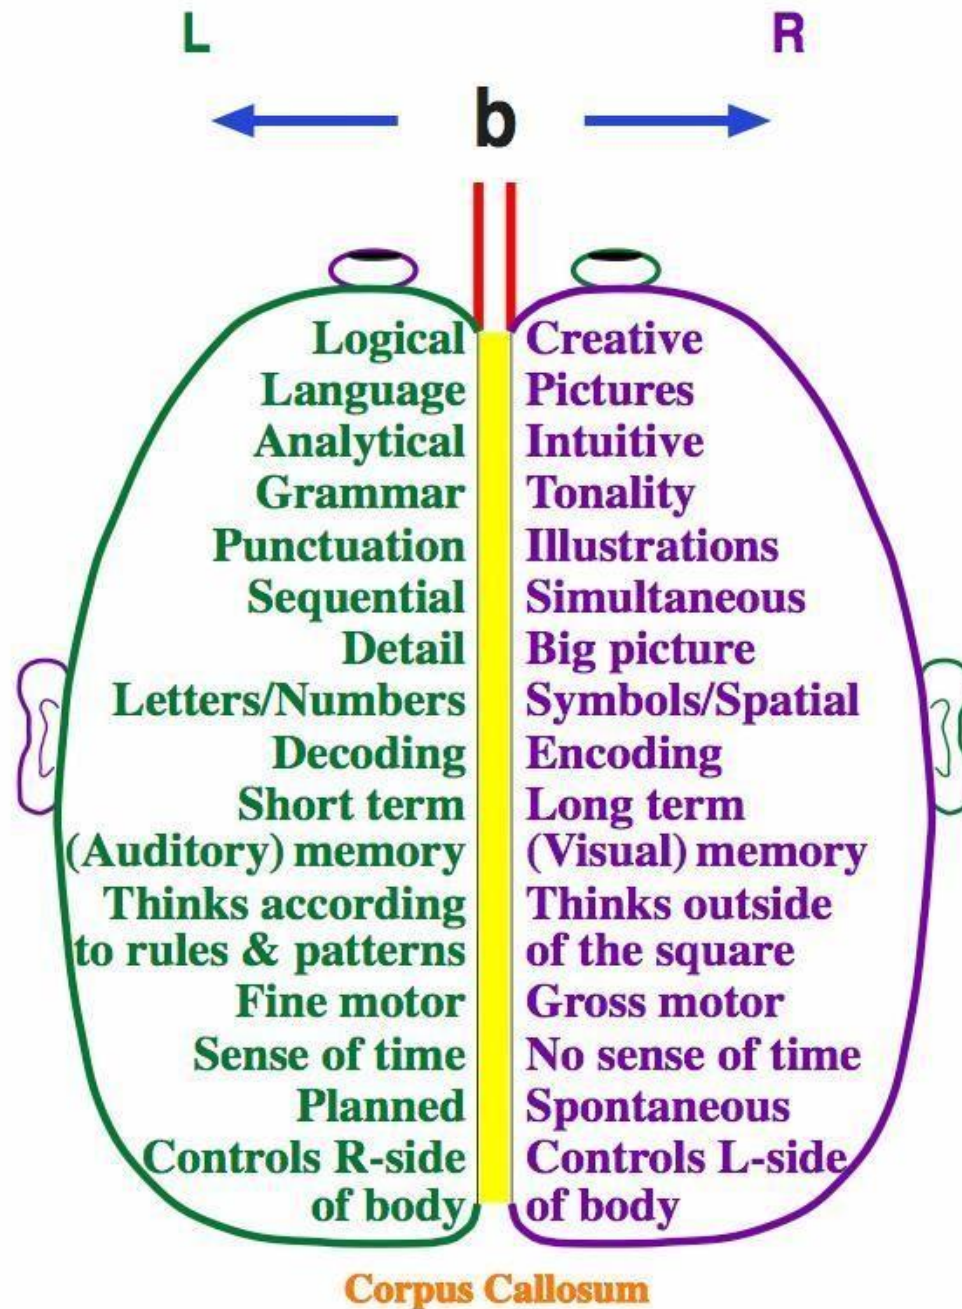 L R
b
Logical Creative
Language Pictures
Analytical Intuitive
Grammar Tonality
Punctuation Illustrations
Sequential Simultaneous
Detail Big picture
Letters/Numbers Symbols/Spatial
Decoding Encoding
Short term Long term
(Auditory) memory (Visual) memory
Thinks according Thinks outside
to rules & patterns of the square
Fine motor Gross motor
Sense of time No sense of time
Planned Spontaneous
Controls R-side Controls L-side
of body of body
Corpus Callosum